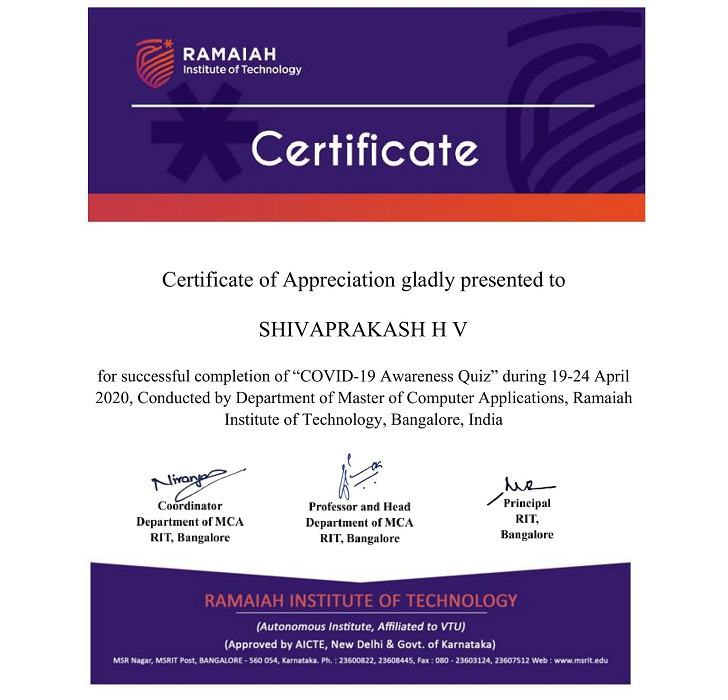 RAMAIAH
Institute of Technology
Certificate
Certificate of Appreciation gladly presented to
SHIVAPRAKASH H V
for successful completion of “COVID-19 Awareness Quiz” during 19-24 April
2020, Conducted by Department of Master of Computer Applications, Ramaiah
Institute of Technology, Bangalore, India
Coordinator
Department of MCA
RIT, Bangalore
Professor and Head
Department of MCA
RIT, Bangalore
Principal
RIT,
Bangalore
RAMAIAH INSTITUTE OF TECHNOLOGY
(Autonomous Institute, Affiliated to VTU)
(Approved by AICTE, New Delhi & Govt. of Karnataka)
MSR Nagar, MSRIT Post, BANGALORE - 560 054, Karnataka. Ph. : 23600822, 23608445, Fax : 080 - 23603124, 23607512 Web : www.msrit.edu